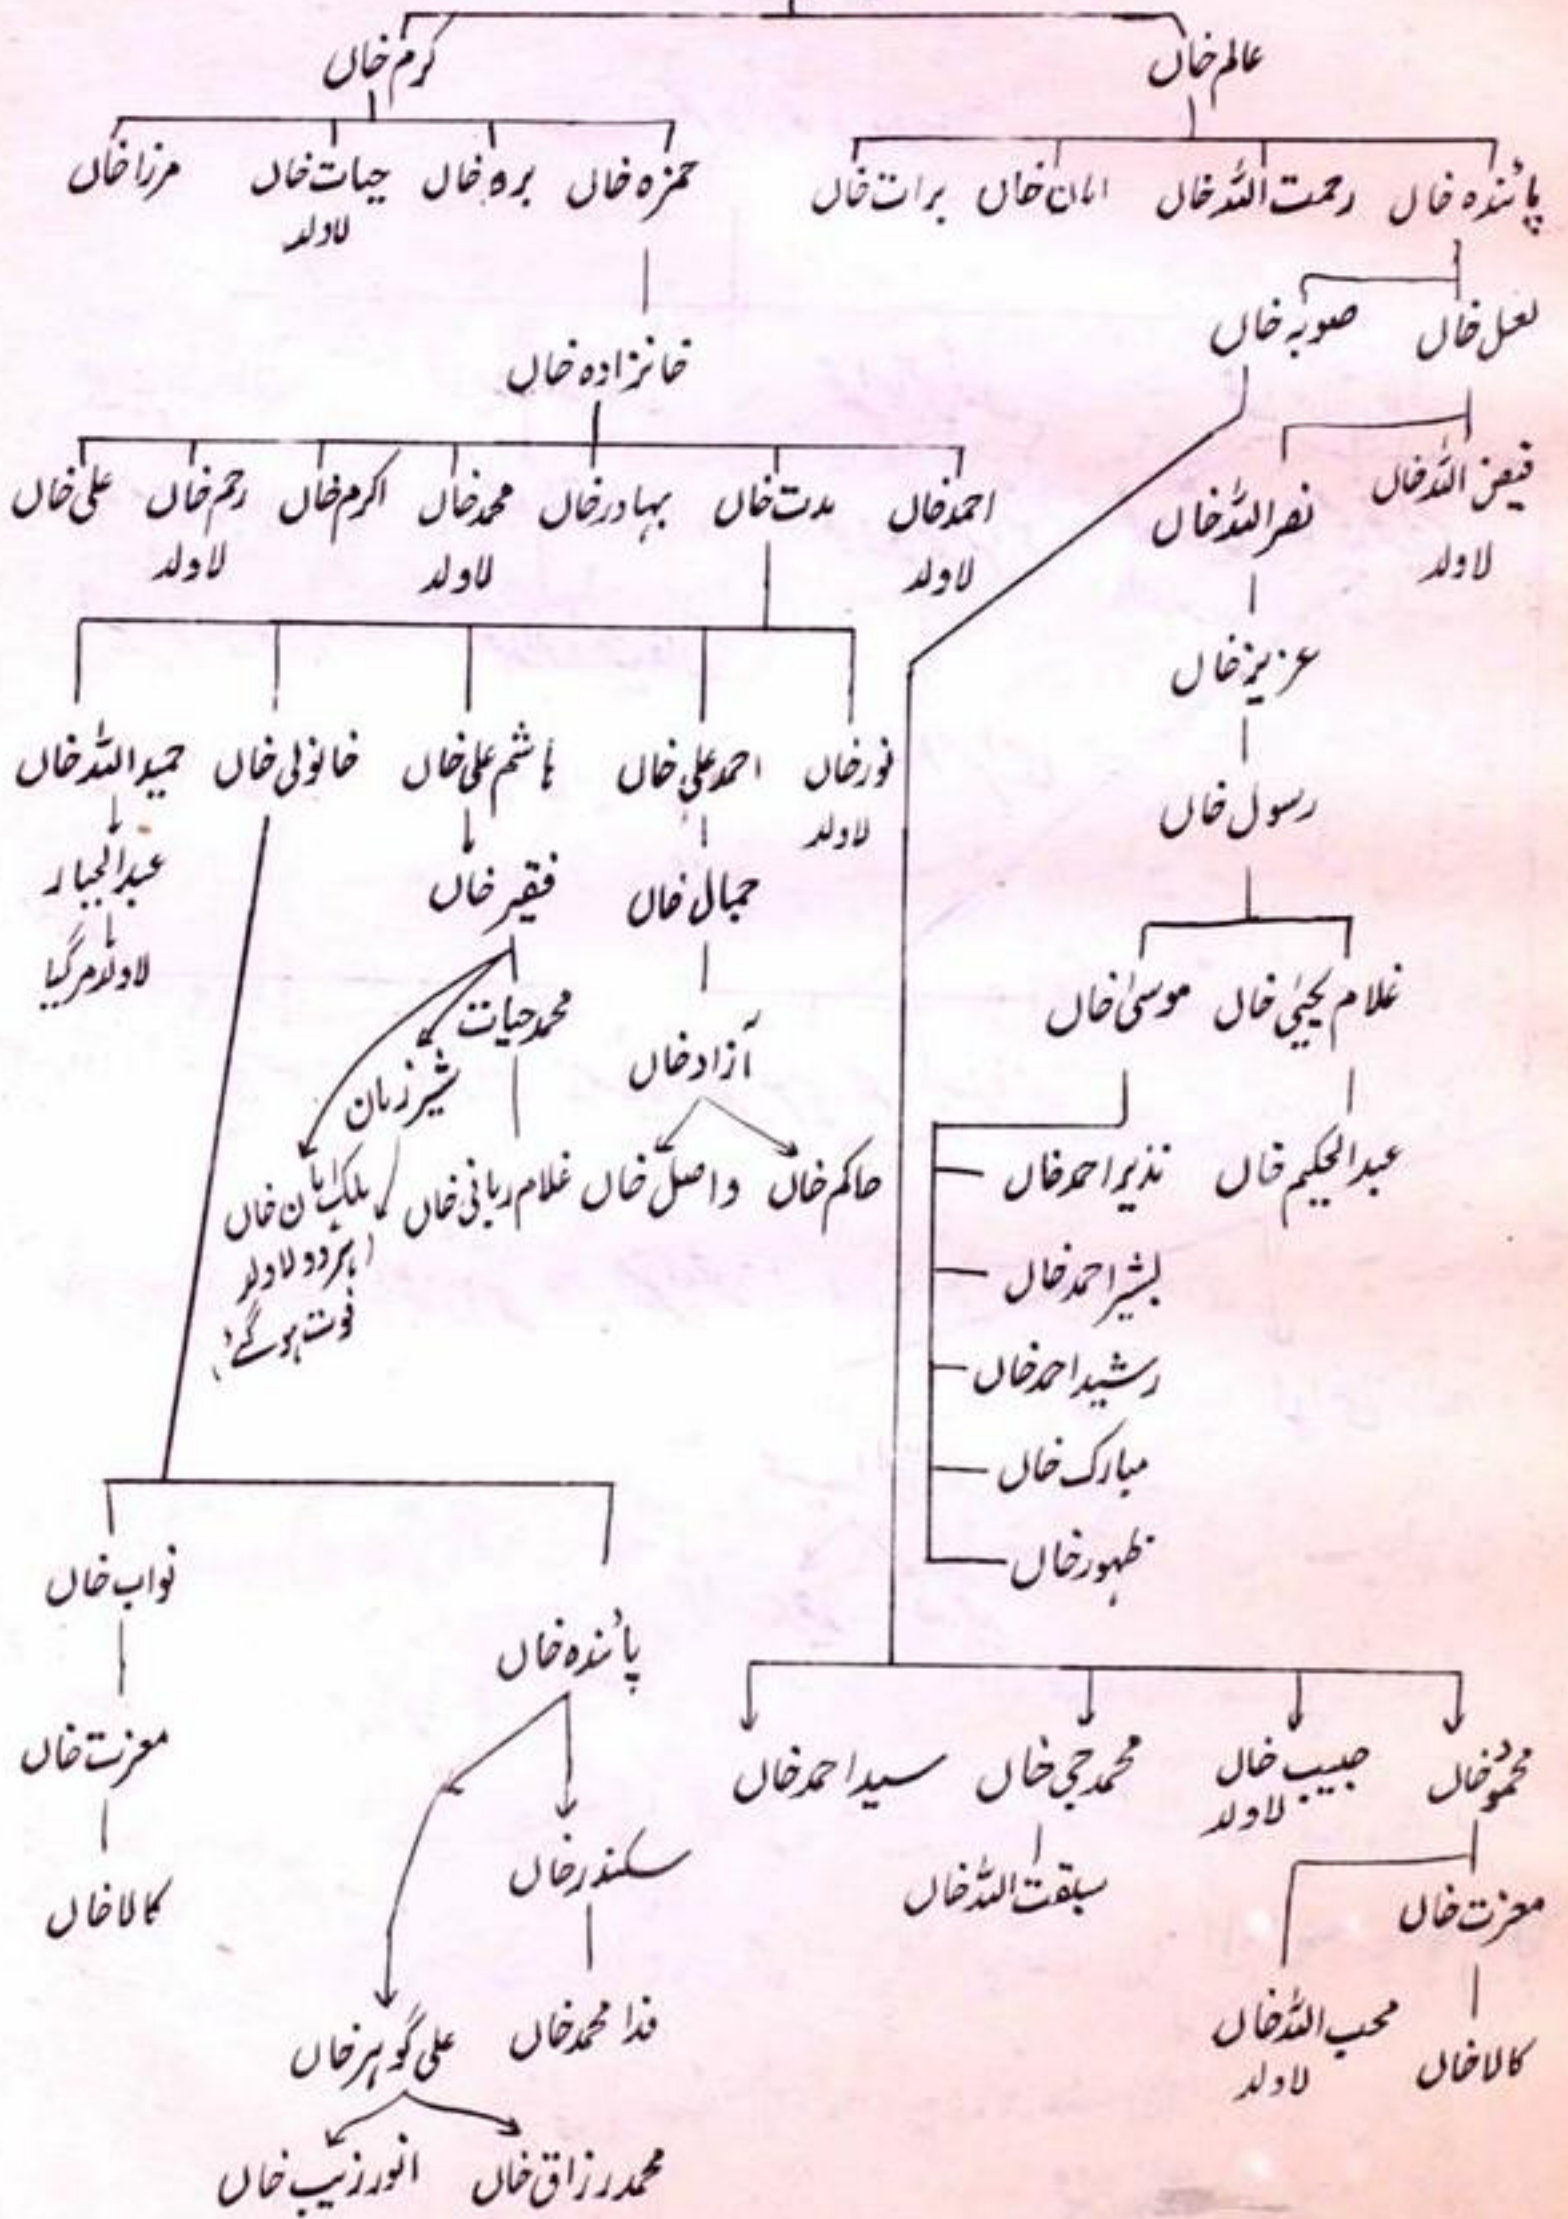 عالم خاں کرم خاں
پائندہ خاں رحمت اللہ خاں امان خاں برات خاں حمزہ خاں برہ خاں حیات خاں مرزا خاں
لاولد
لعل خاں صوبہ خاں
خانزادہ خاں
فیض اللہ خاں نصر اللہ خاں احمد خاں مدت خاں بہادر خاں محمد خاں اکرم خاں رحم خاں علی خاں
لاولد لاولد لاولد لاولد
عزیز خاں
نور خاں احمد علی خاں ہاشم علی خاں خانولی خاں حمید اللہ خاں
رسول خاں
لاولد
جمال خاں فقیر خاں عبدالجبار
لاولد مر گیا
غلام یحییٰ خاں موسیٰ خاں محمد حیات
آزاد خاں شیر زمان
عبدالحکیم خاں نذیر احمد خاں حاکم خاں واصل خاں غلام ربانی خاں خاں
ہر دو لاولد
فوت ہو گے
بشیر احمد خاں
رشید احمد خاں
مبارک خاں
ظہور خاں
نواب خاں
پائندہ خاں
محمود خاں حبیب خاں محمد جی خاں سید احمد خاں معزت خاں
لاولد
سکندر خاں
معزت خاں سبقت اللہ خاں کالا خاں
محب اللہ خاں فدا محمد خاں علی گوہر خاں
کالا خاں لاولد
محمد رزاق خاں انور زیب خاں